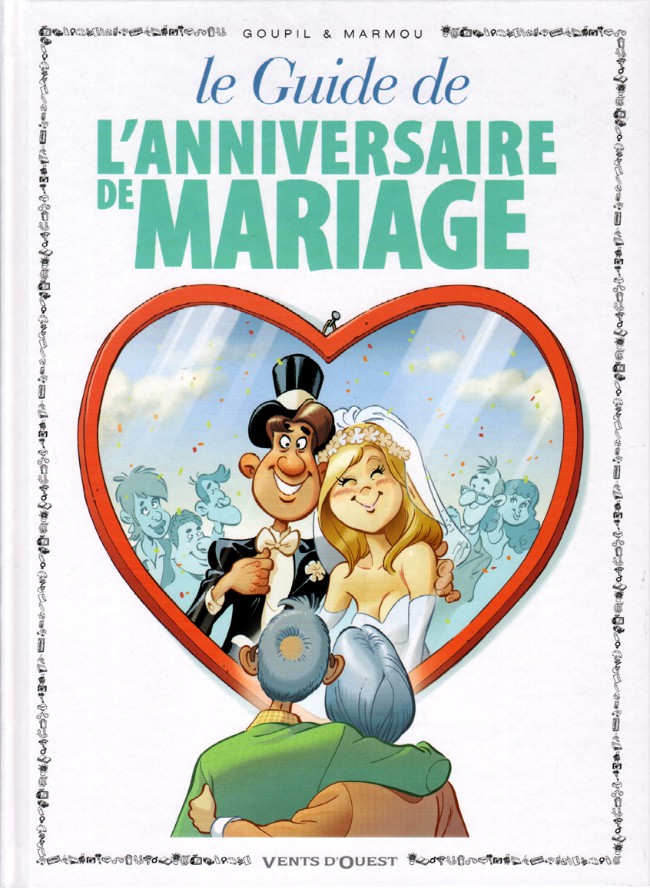 GOUPIL & MARMOU
le Guide de
L'ANNIVERSAIRE
DE MARIAGE
VENTS D'OUEST